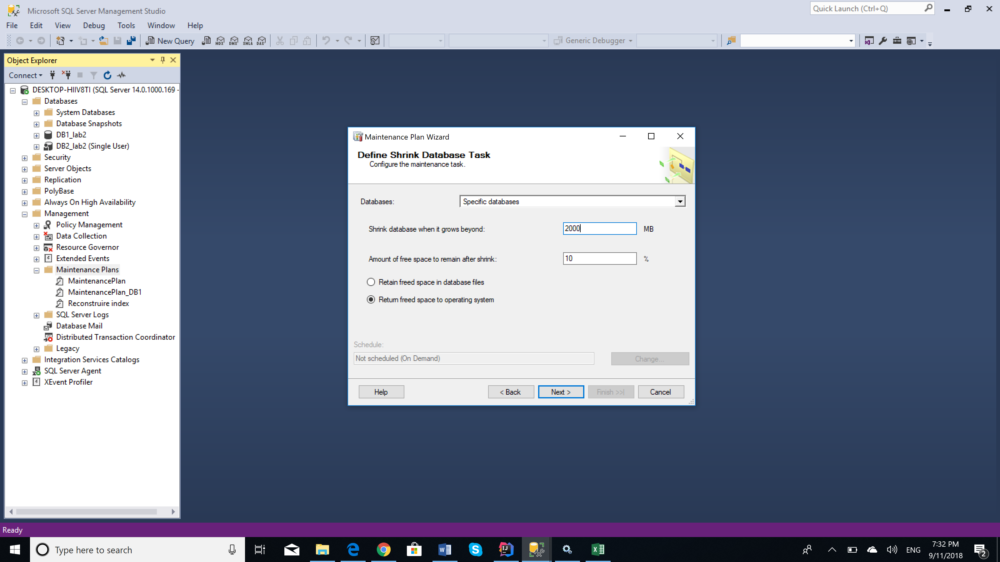 Microsoft SQL Server Management Studio
Quick Launch (Ctrl+Q)
File Edit View Debug Tools Window Help
New Query MDX DMX XMLA DAX Generic Debugger
Object Explorer
Connect
DESKTOP-HIIV8TI (SQL Server 14.0.1000.169 -
Databases
System Databases
Database Snapshots
DB1_lab2
DB2_lab2 (Single User)
Security
Server Objects
Replication
PolyBase
Always On High Availability
Management
Policy Management
Data Collection
Resource Governor
Extended Events
Maintenance Plans
MaintenancePlan
MaintenancePlan_DB1
Reconstruire index
SQL Server Logs
Database Mail
Distributed Transaction Coordinator
Legacy
Integration Services Catalogs
SQL Server Agent
XEvent Profiler
Maintenance Plan Wizard
Define Shrink Database Task
Configure the maintenance task.
Databases: Specific databases
Shrink database when it grows beyond: 2000 MB
Amount of free space to remain after shrink: 10 %
Retain freed space in database files
Return freed space to operating system
Schedule:
Not scheduled (On Demand) Change...
Help < Back Next > Finish >>| Cancel
Ready
Type here to search
ENG
7:32 PM
9/11/2018
2